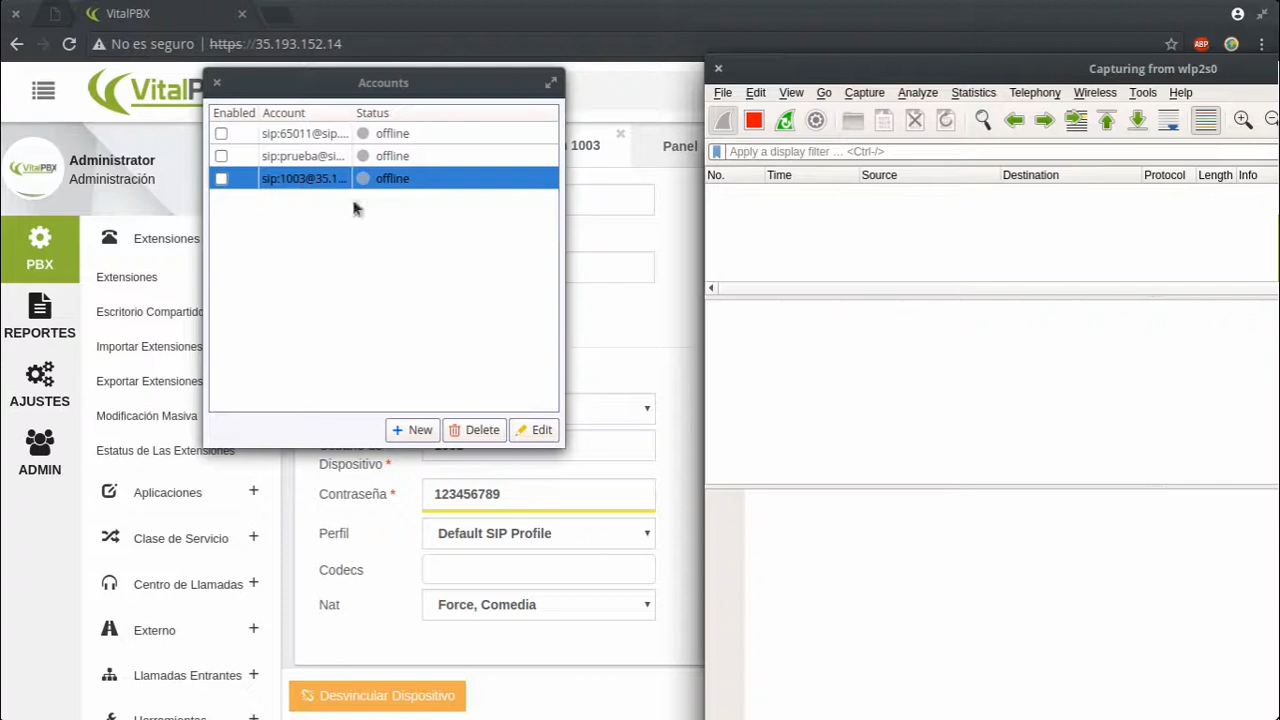 VitalPBX
No es seguro
https://35.193.152.14
ABP
VitalP
Administrator
Administración
VitalPBX
PBX
REPORTES
AJUSTES
ADMIN
Extensiones
Extensiones
Escritorio Compartido
Importar Extensiones
Exportar Extensiones
Modificación Masiva
Estatus de Las Extensiones
Aplicaciones +
Clase de Servicio +
Centro de Llamadas +
Externo +
Llamadas Entrantes +
Accounts
Enabled Account Status
sip:65011@sip.... offline
sip:prueba@si... offline
sip:1003@35.1... offline
New Delete Edit
1003
Panel
Dispositivo *
Contraseña * 123456789
Perfil Default SIP Profile
Codecs
Nat Force, Comedia
Desvincular Dispositivo
Capturing from wlp2s0
File Edit View Go Capture Analyze Statistics Telephony Wireless Tools Help
Apply a display filter … <Ctrl-/>
No. Time Source Destination Protocol Length Info